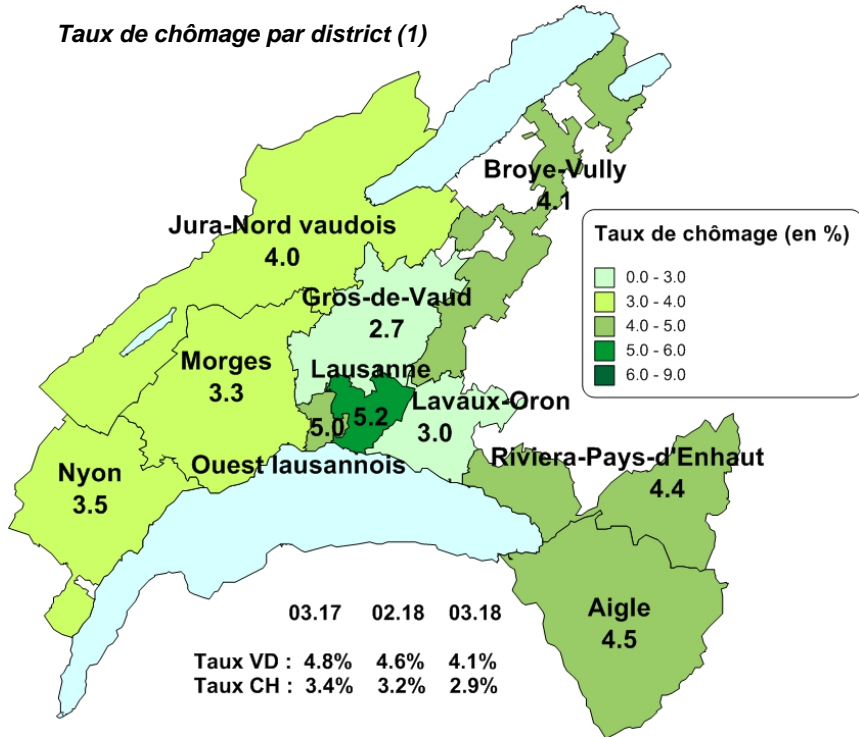 Taux de chômage par district (1)
Broye-Vully
4.1
Jura-Nord vaudois
4.0
Taux de chômage (en %)
0.0 - 3.0
3.0 - 4.0
4.0 - 5.0
5.0 - 6.0
6.0 - 9.0
Gros-de-Vaud
2.7
Morges
3.3
Lausanne
5.2
Lavaux-Oron
3.0
5.0
Ouest lausannois
Nyon
3.5
Riviera-Pays-d'Enhaut
4.4
Aigle
4.5
03.17 02.18 03.18
Taux VD : 4.8% 4.6% 4.1%
Taux CH : 3.4% 3.2% 2.9%